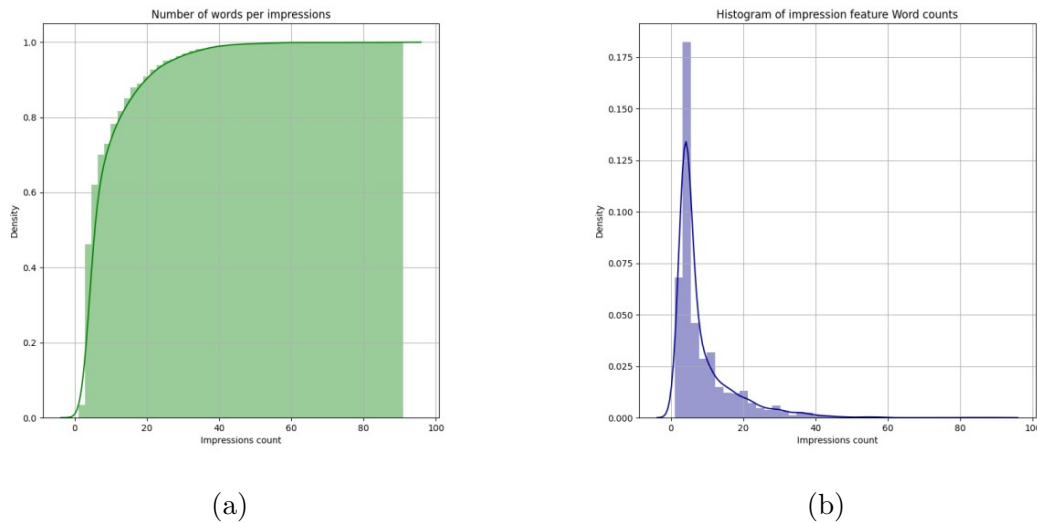 Number of words per impressions
1.0
0.8
0.6
0.4
0.2
0.0
Density
0 20 40 60 80 100
Impressions count
(a)
Histogram of impression feature Word counts
0.175
0.150
0.125
0.100
0.075
0.050
0.025
0.000
Density
0 20 40 60 80 100
Impressions count
(b)